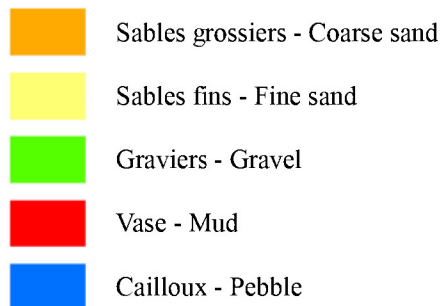 Sables grossiers - Coarse sand
Sables fins - Fine sand
Graviers - Gravel
Vase - Mud
Cailloux - Pebble